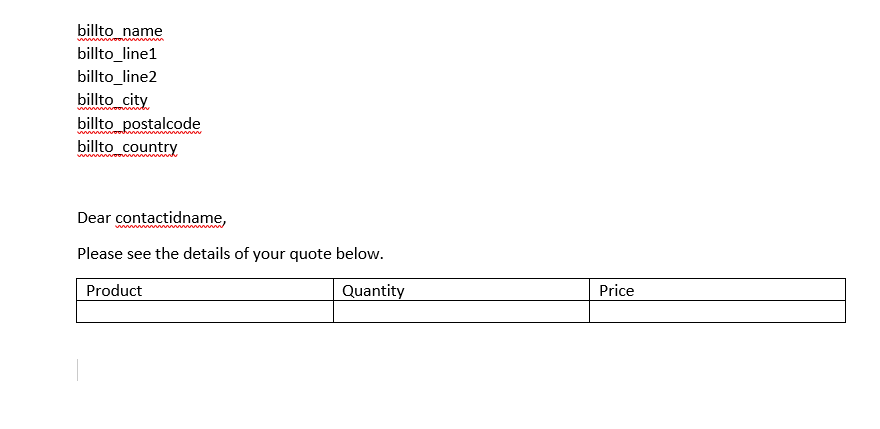 billto_name
billto_line1
billto_line2
billto_city
billto_postalcode
billto_country
Dear contactidname,
Please see the details of your quote below.
Product Quantity Price